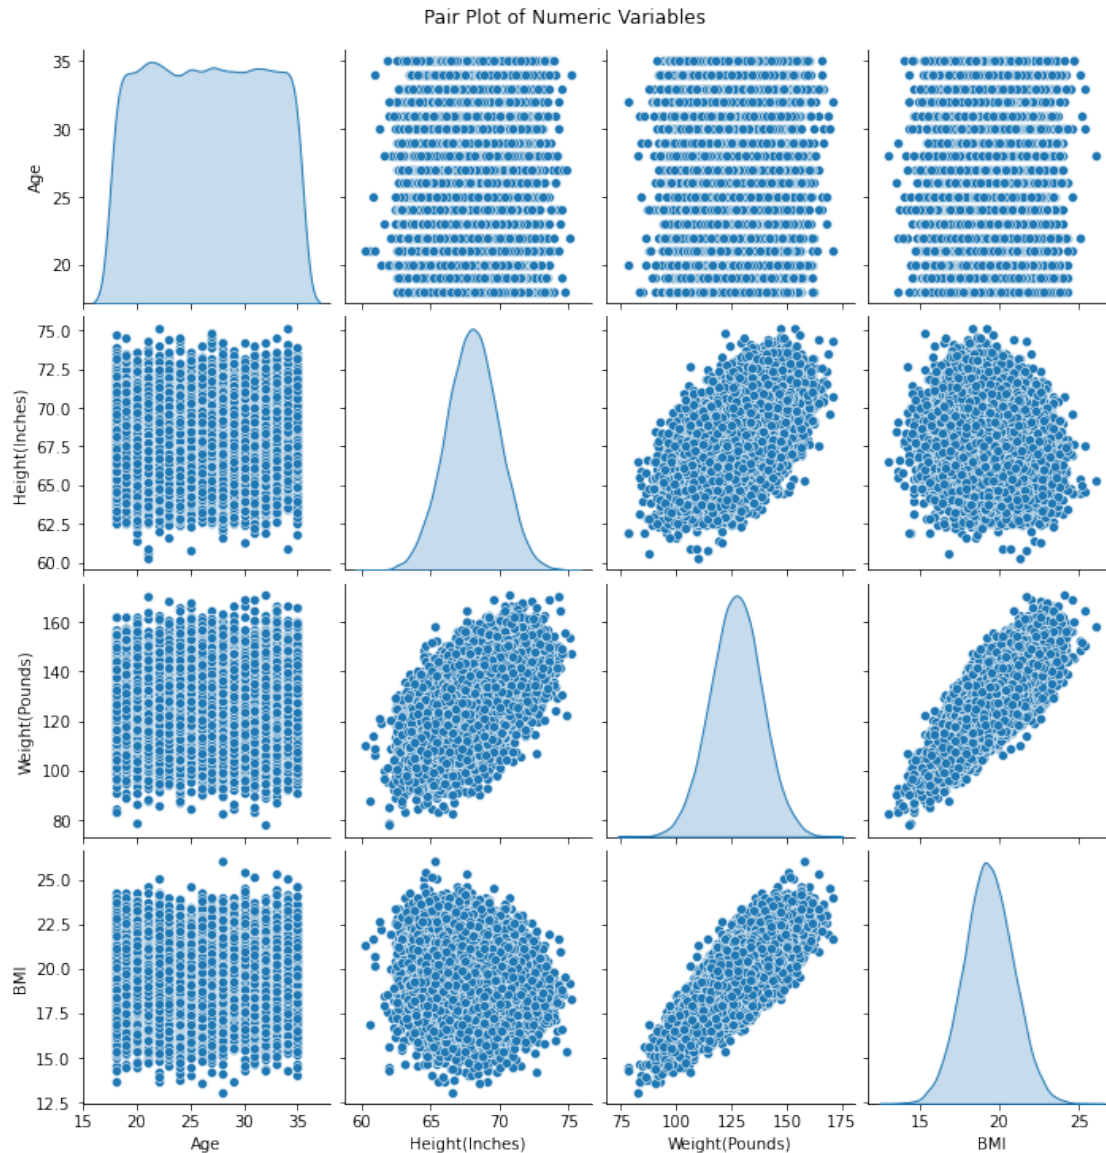 Pair Plot of Numeric Variables
35
30
25
20
Age
75.0
72.5
70.0
67.5
65.0
62.5
60.0
Height(Inches)
160
140
120
100
80
Weight(Pounds)
25.0
22.5
20.0
17.5
15.0
12.5
BMI
15 20 25 30 35
60 65 70 75
75 100 125 150 175
15 20 25
Age Height(Inches) Weight(Pounds) BMI